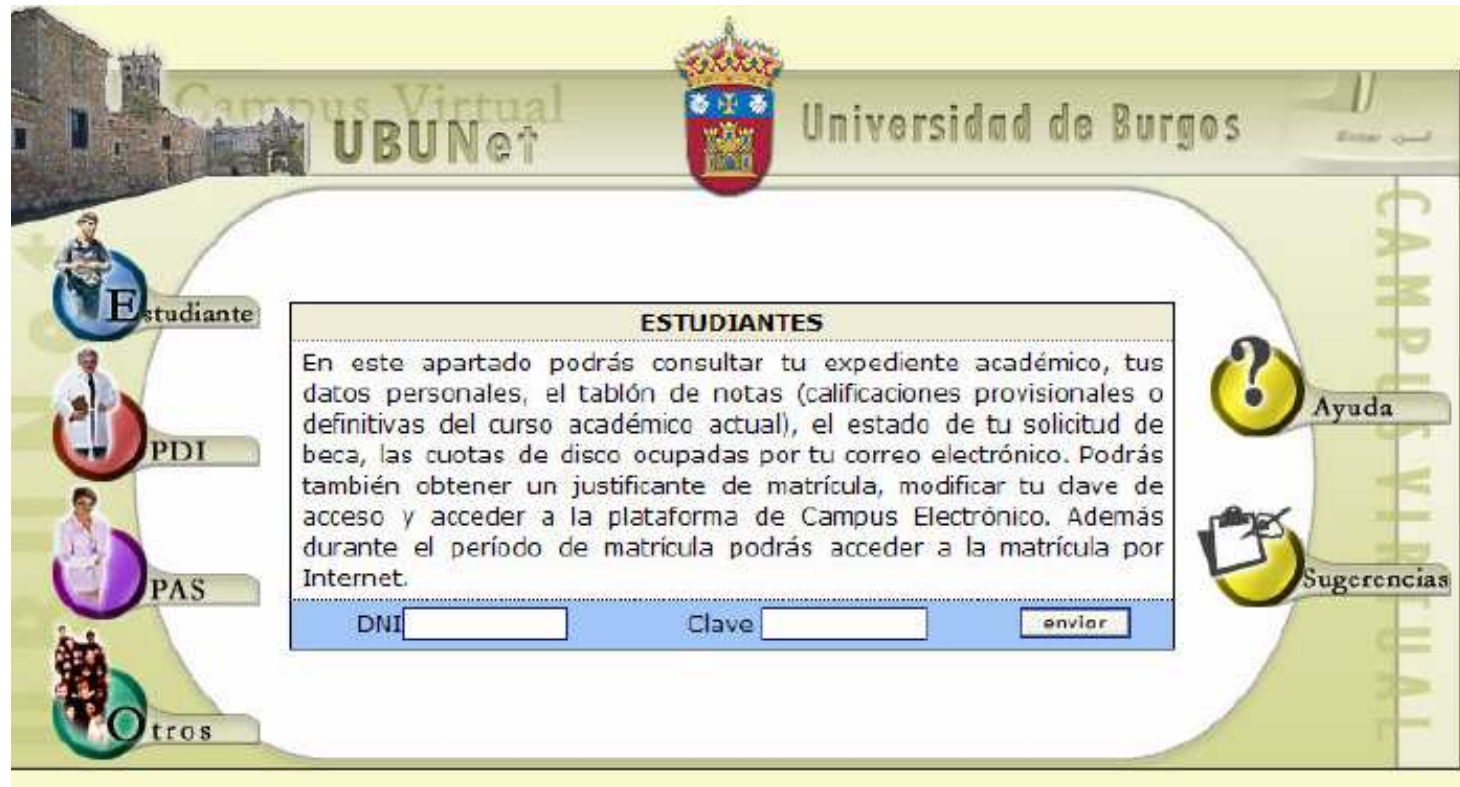 Campus Virtual
UBUNet
Universidad de Burgos
Estudiante
PDI
PAS
Otros
ESTUDIANTES
En este apartado podrás consultar tu expediente académico, tus
datos personales, el tablón de notas (calificaciones provisionales o
definitivas del curso académico actual), el estado de tu solicitud de
beca, las cuotas de disco ocupadas por tu correo electrónico. Podrás
también obtener un justificante de matrícula, modificar tu clave de
acceso y acceder a la plataforma de Campus Electrónico. Además
durante el período de matrícula podrás acceder a la matrícula por
Internet.
DNI
Clave
enviar
Ayuda
Sugerencias
CAMPUS VIRTUAL